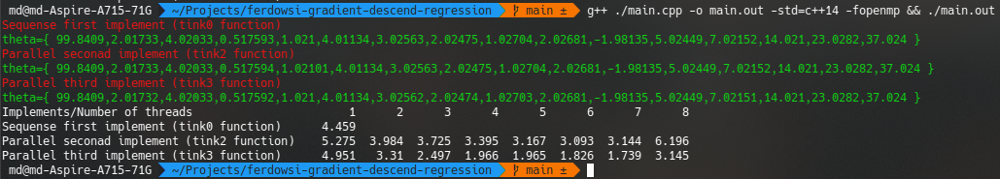 md@md-Aspire-A715-71G ~/Projects/ferdowsi-gradient-descend-regression main ± g++ ./main.cpp -o main.out -std=c++14 -fopenmp && ./main.out
Sequense first implement (tink0 function)
theta={ 99.8409,2.01733,4.02033,0.517593,1.021,4.01134,3.02563,2.02475,1.02704,2.02681,-1.98135,5.02449,7.02152,14.021,23.0282,37.024 }
Parallel seconad implement (tink2 function)
theta={ 99.8409,2.01733,4.02033,0.517594,1.02101,4.01134,3.02563,2.02475,1.02704,2.02681,-1.98135,5.02449,7.02152,14.021,23.0282,37.024 }
Parallel third implement (tink3 function)
theta={ 99.8409,2.01732,4.02033,0.517592,1.021,4.01134,3.02562,2.02474,1.02703,2.02681,-1.98135,5.02449,7.02151,14.021,23.0282,37.024 }
Implements/Number of threads 1 2 3 4 5 6 7 8
Sequense first implement (tink0 function) 4.459
Parallel seconad implement (tink2 function) 5.275 3.984 3.725 3.395 3.167 3.093 3.144 6.196
Parallel third implement (tink3 function) 4.951 3.31 2.497 1.966 1.965 1.826 1.739 3.145
md@md-Aspire-A715-71G ~/Projects/ferdowsi-gradient-descend-regression main ±